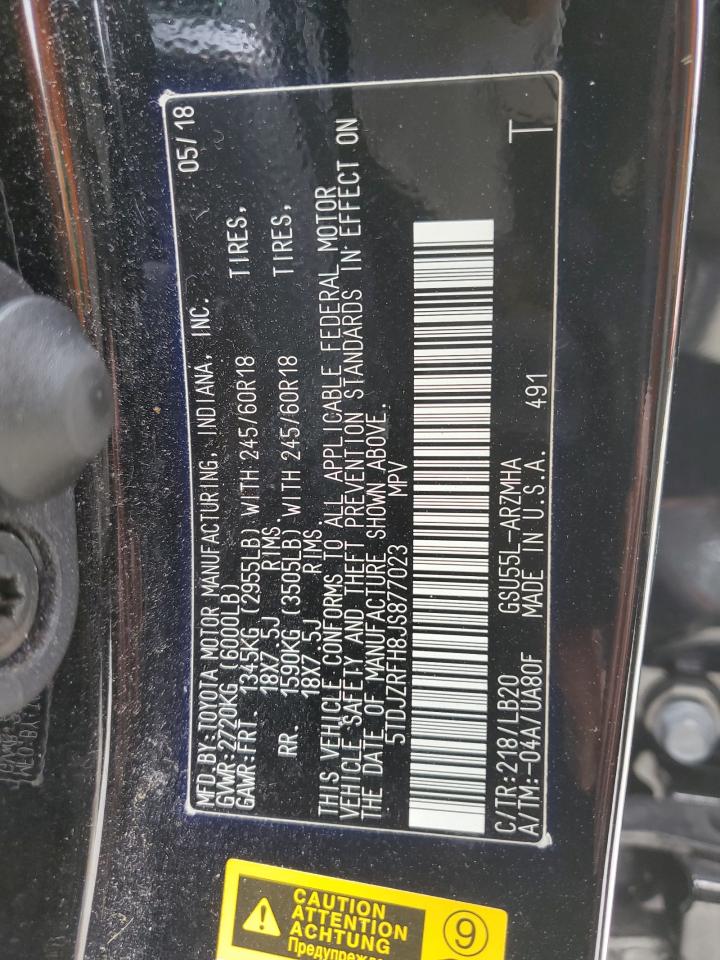 MFD.BY:TOYOTA MOTOR MANUFACTURING, INDIANA, INC. 05/18
GVWR:2720KG (6000LB)
GAWR:FRT. 1345KG (2955LB) WITH 245/60R18 TIRES,
18X7.5J RIMS.
RR. 1590KG (3505LB) WITH 245/60R18 TIRES,
18X7.5J RIMS.
THIS VEHICLE CONFORMS TO ALL APPLICABLE FEDERAL MOTOR
VEHICLE SAFETY AND THEFT PREVENTION STANDARDS IN EFFECT ON
THE DATE OF MANUFACTURE SHOWN ABOVE.
5TDJZRFH8JS877023 MPV
C/TR:218/LB20 GSU55L-ARZMHA T
A/TM:-04A/UA80F MADE IN U.S.A. 491
CAUTION
ATTENTION
ACHTUNG
9